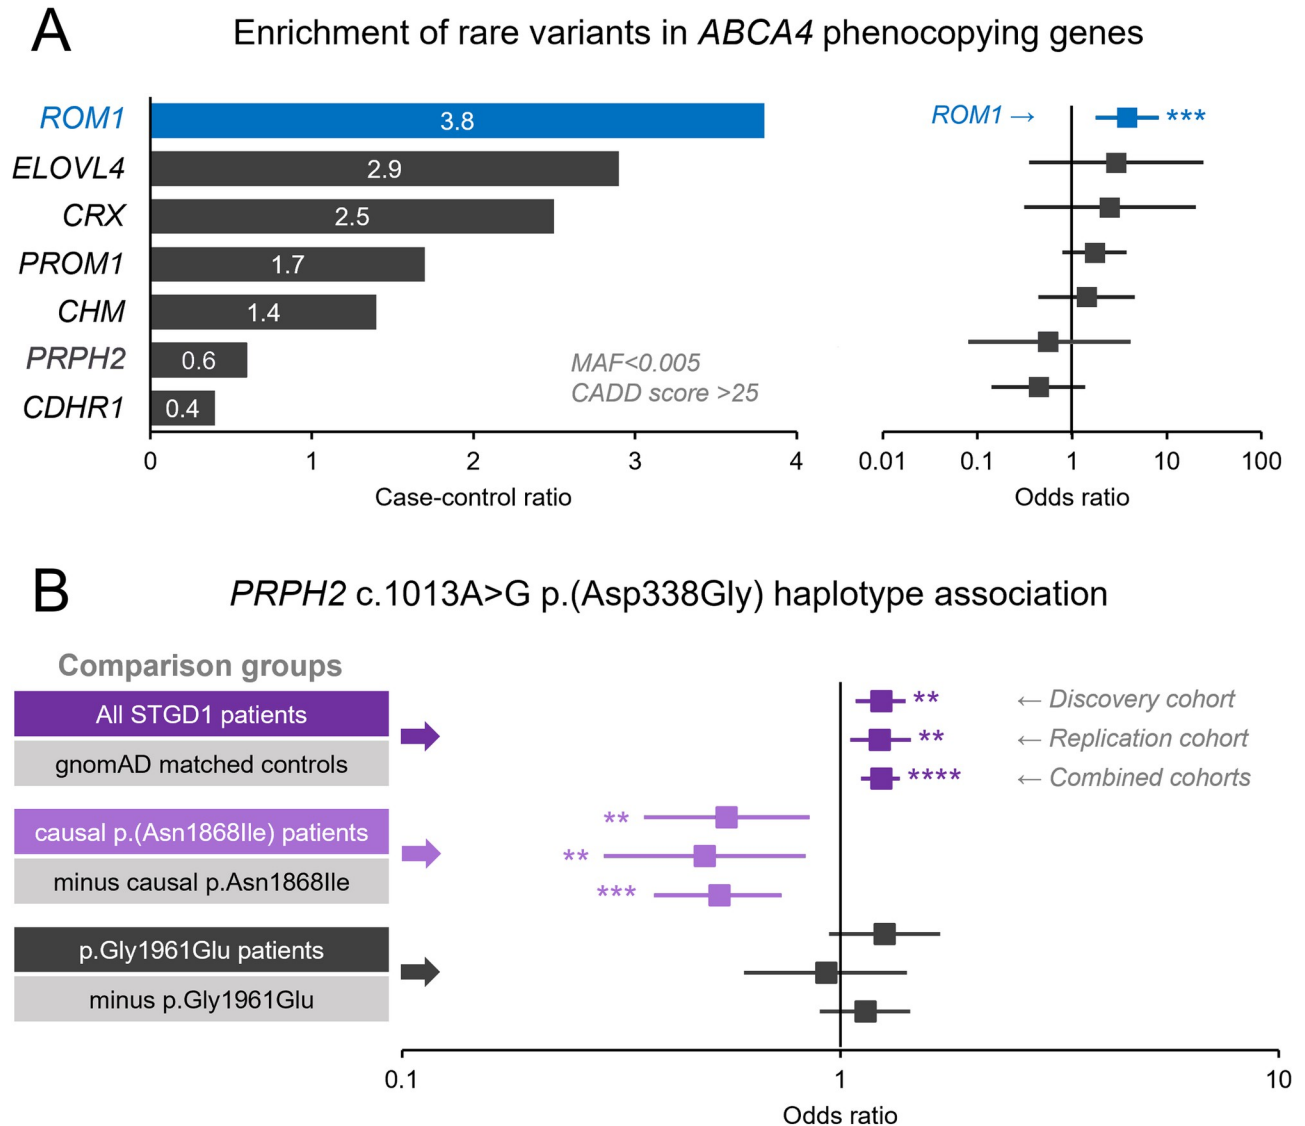 A
Enrichment of rare variants in ABCA4 phenocopying genes
ROM1
3.8
ELOVL4
2.9
CRX
2.5
PROM1
1.7
CHM
1.4
PRPH2
0.6
CDHR1
0.4
MAF<0.005
CADD score >25
0 1 2 3 4
Case-control ratio
ROM1 → ***
0.01 0.1 1 10 100
Odds ratio
B
PRPH2 c.1013A>G p.(Asp338Gly) haplotype association
Comparison groups
All STGD1 patients
gnomAD matched controls
causal p.(Asn1868Ile) patients
minus causal p.Asn1868Ile
p.Gly1961Glu patients
minus p.Gly1961Glu
** ← Discovery cohort
** ← Replication cohort
**** ← Combined cohorts
**
**
***
0.1 1 10
Odds ratio